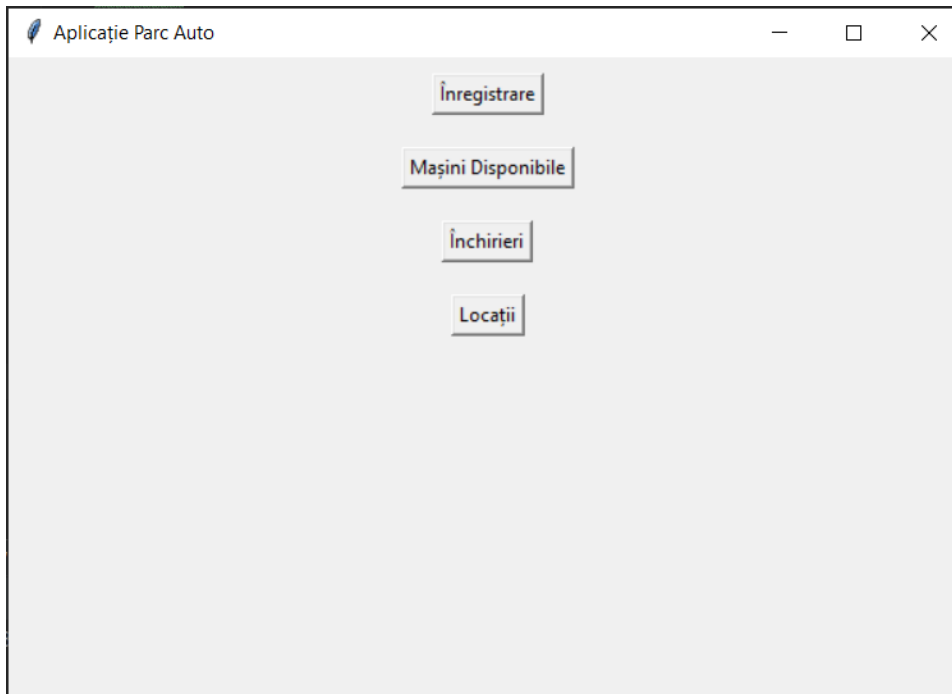 Aplicație Parc Auto
Înregistrare
Mașini Disponibile
Închirieri
Locații